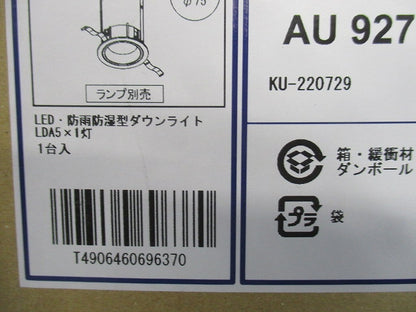 φ75
ランプ別売
LED・防雨防湿型ダウンライト
LDA5×1灯
1台入
T4906460696370
AU 927
KU-220729
箱・緩衝材
ダンボール
プラ
袋